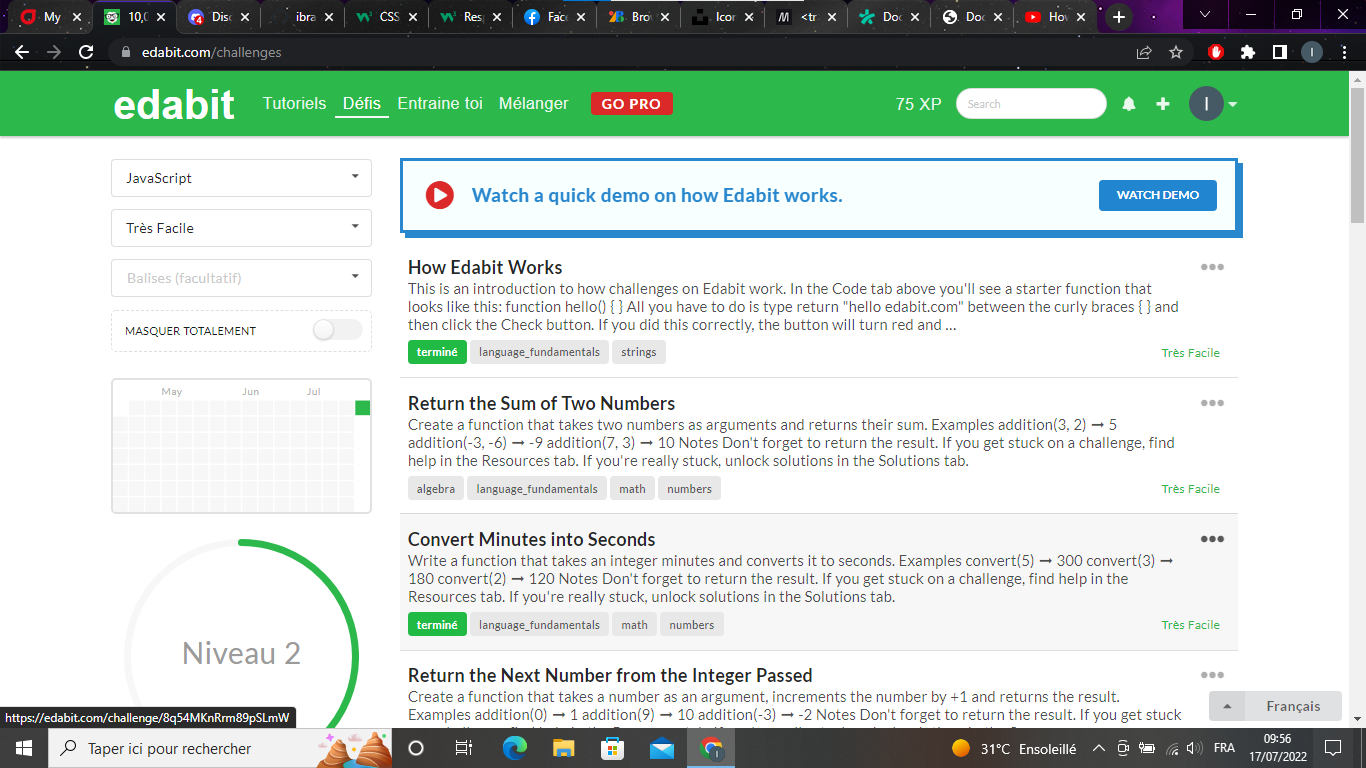 My
10,0
Disc
ibra
CSS
Resp
Face
Brow
Icor
<tr
Doc
Doc
How
edabit.com/challenges
I
edabit
Tutoriels
Défis
Entraine toi
Mélanger
GO PRO
75 XP
Search
I
JavaScript
Très Facile
Balises (facultatif)
MASQUER TOTALEMENT
May Jun Jul
Niveau 2
Watch a quick demo on how Edabit works.
WATCH DEMO
How Edabit Works
This is an introduction to how challenges on Edabit work. In the Code tab above you'll see a starter function that
looks like this: function hello() { } All you have to do is type return "hello edabit.com" between the curly braces { } and
then click the Check button. If you did this correctly, the button will turn red and ...
terminé language_fundamentals strings
Très Facile
Return the Sum of Two Numbers
Create a function that takes two numbers as arguments and returns their sum. Examples addition(3, 2) ➞ 5
addition(-3, -6) ➞ -9 addition(7, 3) ➞ 10 Notes Don't forget to return the result. If you get stuck on a challenge, find
help in the Resources tab. If you're really stuck, unlock solutions in the Solutions tab.
algebra language_fundamentals math numbers
Très Facile
Convert Minutes into Seconds
Write a function that takes an integer minutes and converts it to seconds. Examples convert(5) ➞ 300 convert(3) ➞
180 convert(2) ➞ 120 Notes Don't forget to return the result. If you get stuck on a challenge, find help in the
Resources tab. If you're really stuck, unlock solutions in the Solutions tab.
terminé language_fundamentals math numbers
Très Facile
Return the Next Number from the Integer Passed
Create a function that takes a number as an argument, increments the number by +1 and returns the result.
Examples addition(0) ➞ 1 addition(9) ➞ 10 addition(-3) ➞ -2 Notes Don't forget to return the result. If you get stuck
Français
https://edabit.com/challenge/8q54MKnRrm89pSLmW
Taper ici pour rechercher
31°C Ensoleillé
FRA
09:56
17/07/2022